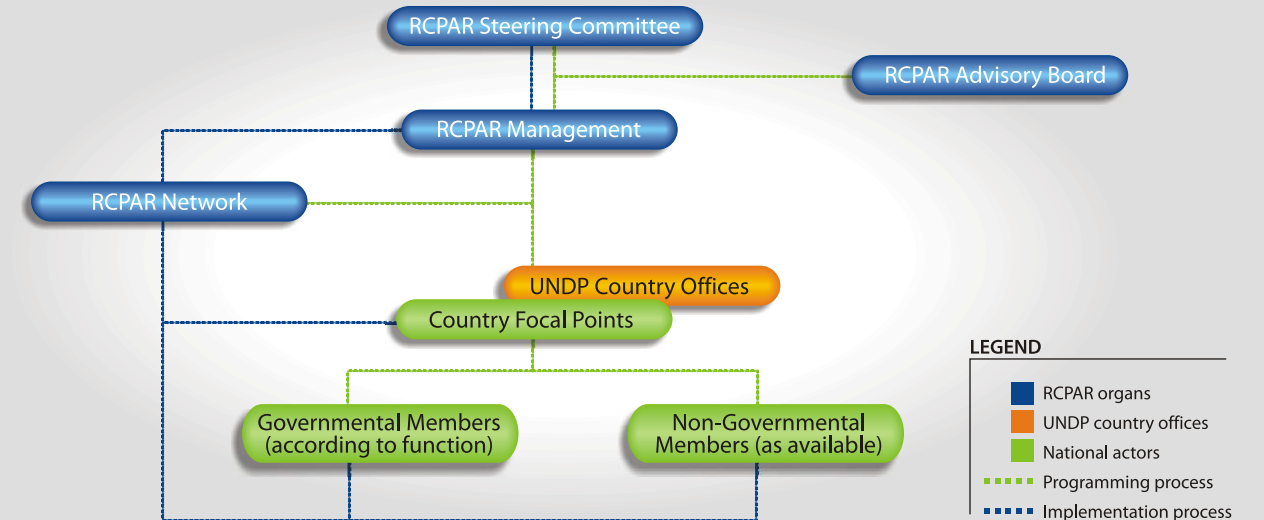 RCPAR Steering Committee
RCPAR Advisory Board
RCPAR Management
RCPAR Network
UNDP Country Offices
Country Focal Points
Governmental Members
(according to function)
Non-Governmental
Members (as available)
LEGEND
RCPAR organs
UNDP country offices
National actors
Programming process
Implementation process